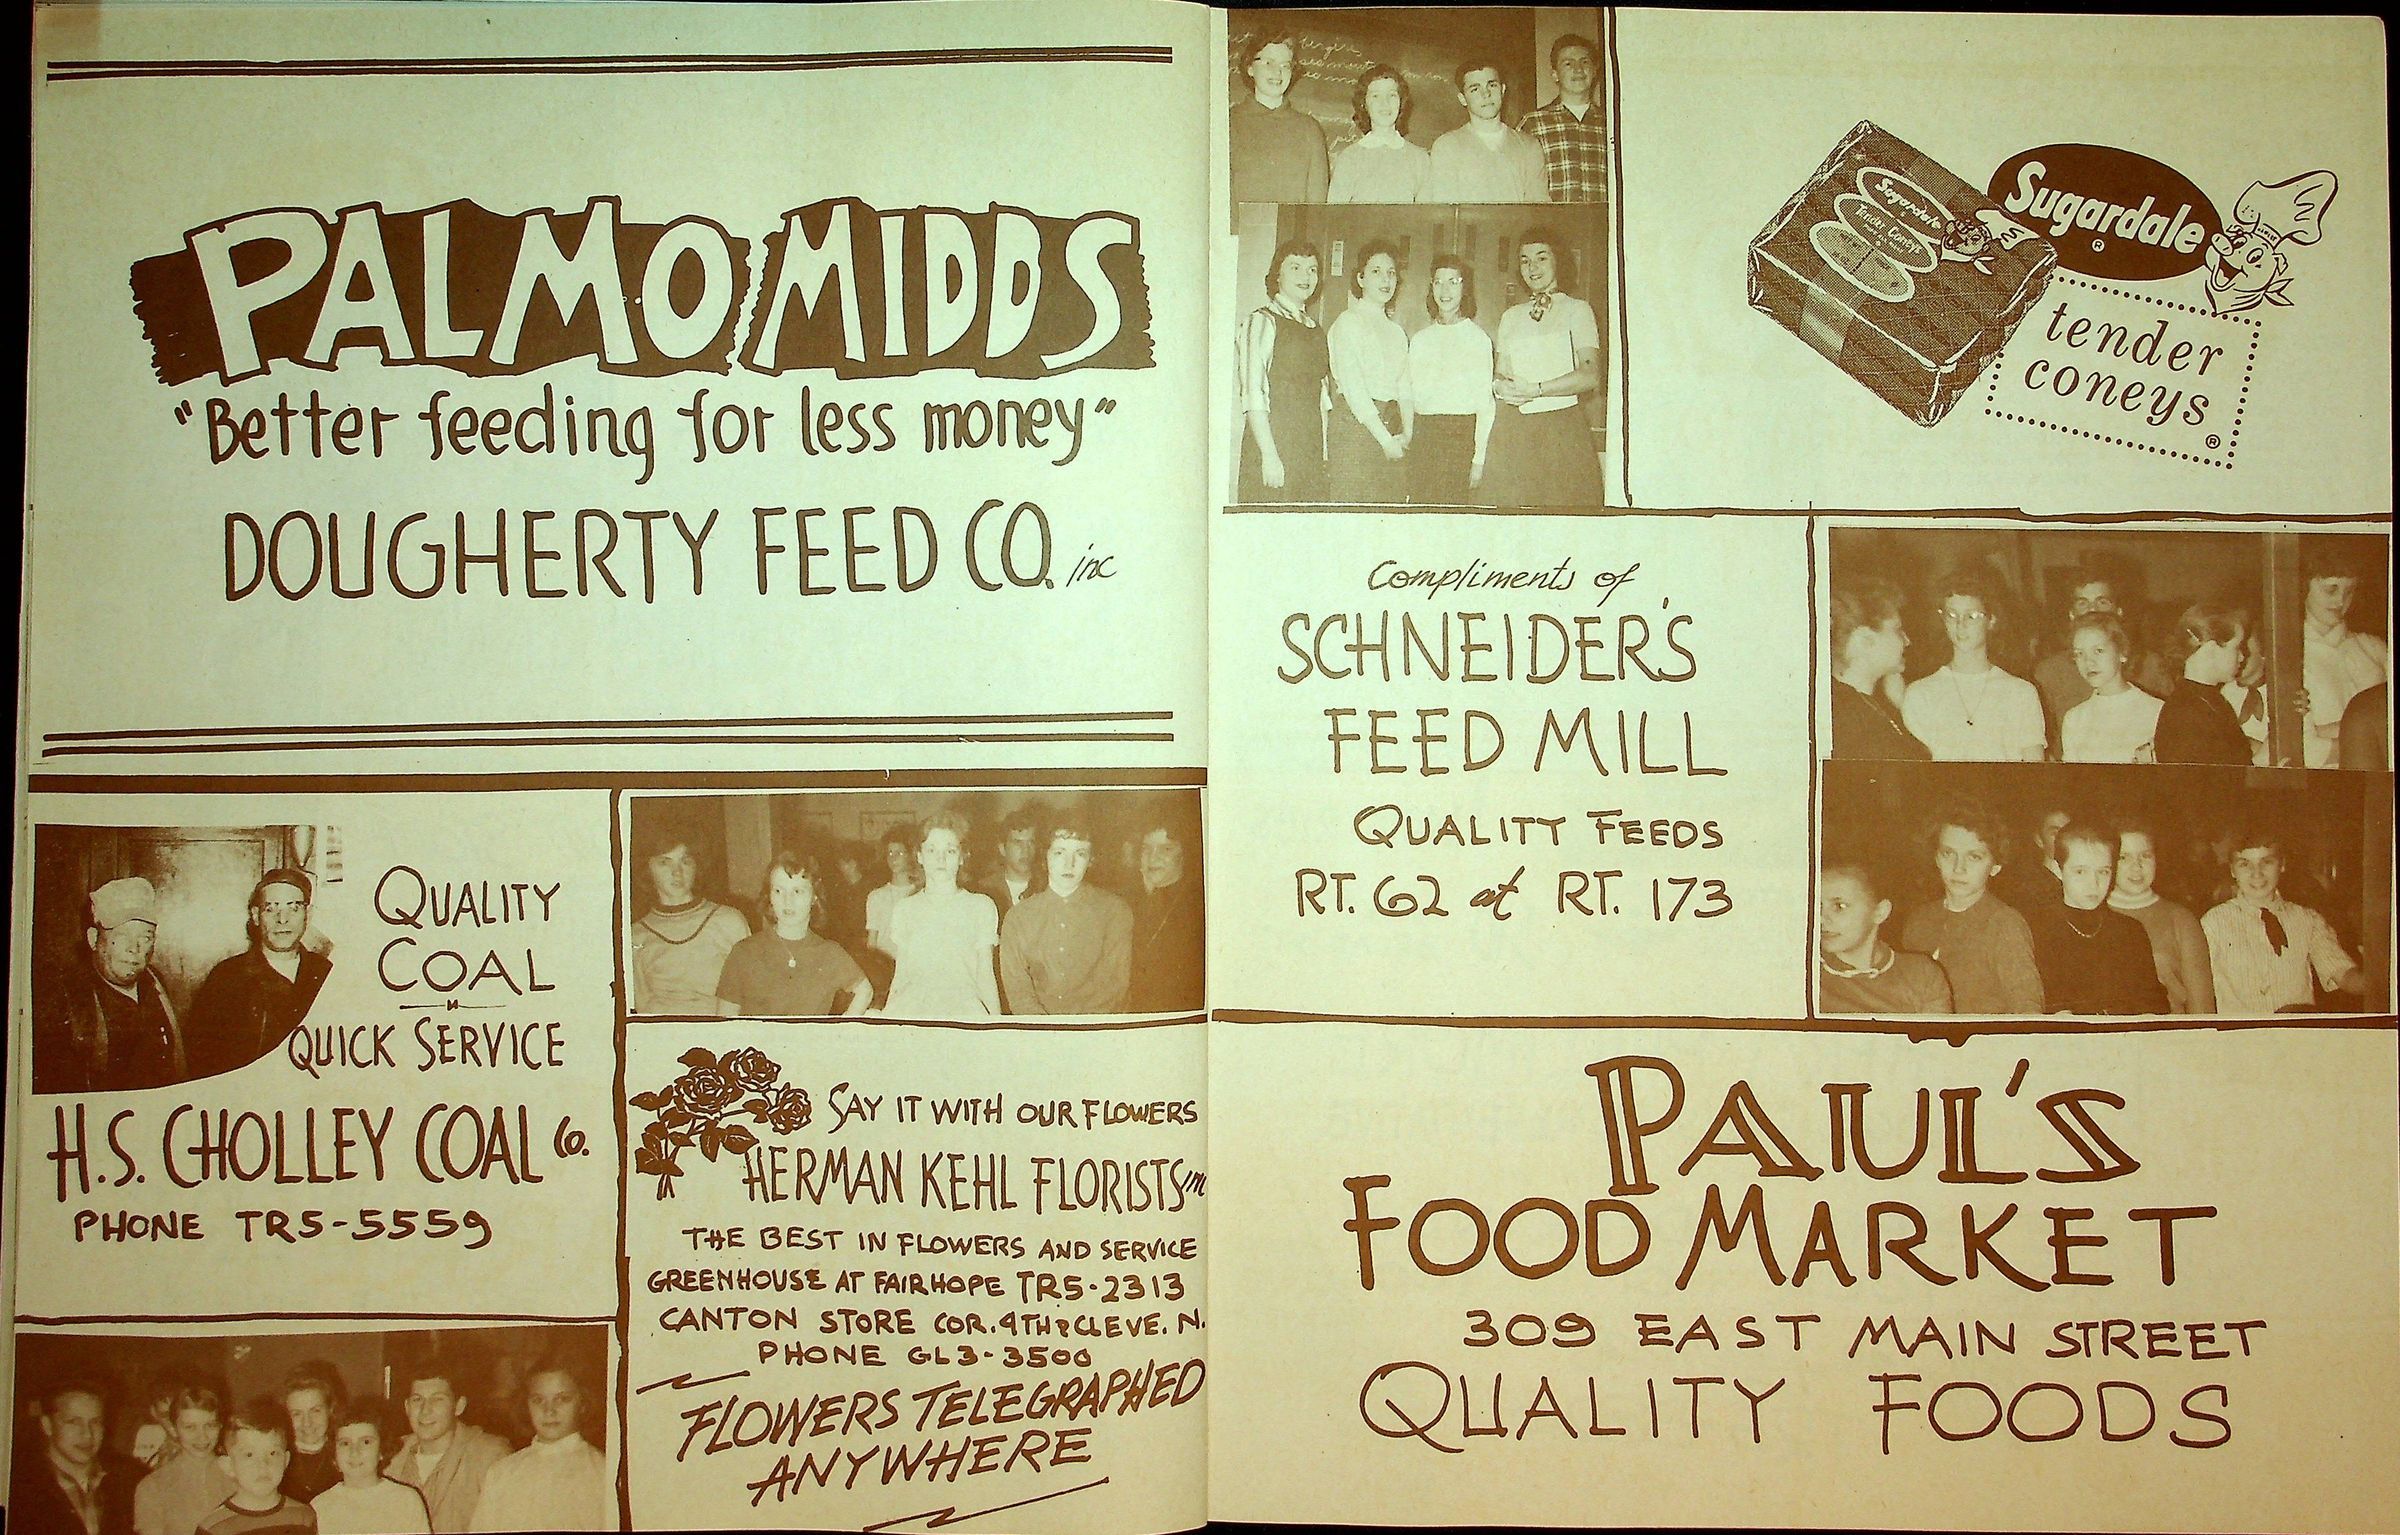 PALMO MIDDS
"Better feeding for less money"
DOUGHERTY FEED CO. inc
QUALITY
COAL
QUICK SERVICE
H.S. CHOLLEY COAL Co.
PHONE TR5-5559
SAY IT WITH OUR FLOWERS
HERMAN KEHL FLORISTS INC
THE BEST IN FLOWERS AND SERVICE
GREENHOUSE AT FAIRHOPE TR5-2313
CANTON STORE COR. 4TH & CLEVE. N.
PHONE GL3-3500
FLOWERS TELEGRAPHED
ANYWHERE
Sugardale
Tender Coneys
Sugardale
®
tender
coneys
®
Compliments of
SCHNEIDER'S
FEED MILL
QUALITY FEEDS
RT. 62 at RT. 173
PAUL'S
FOOD MARKET
309 EAST MAIN STREET
QUALITY FOODS